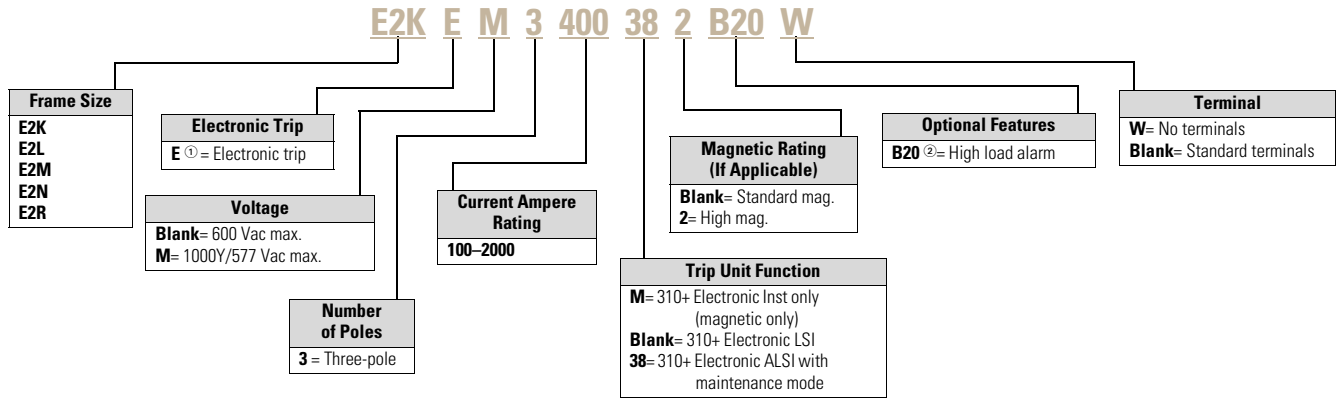 E2K E M 3 400 38 2 B20 W
Frame Size
E2K
E2L
E2M
E2N
E2R
Electronic Trip
E ① = Electronic trip
Voltage
Blank= 600 Vac max.
M= 1000Y/577 Vac max.
Number
of Poles
3 = Three-pole
Current Ampere
Rating
100–2000
Trip Unit Function
M= 310+ Electronic Inst only
(magnetic only)
Blank= 310+ Electronic LSI
38= 310+ Electronic ALSI with
maintenance mode
Magnetic Rating
(If Applicable)
Blank= Standard mag.
2= High mag.
Optional Features
B20 ②= High load alarm
Terminal
W= No terminals
Blank= Standard terminals